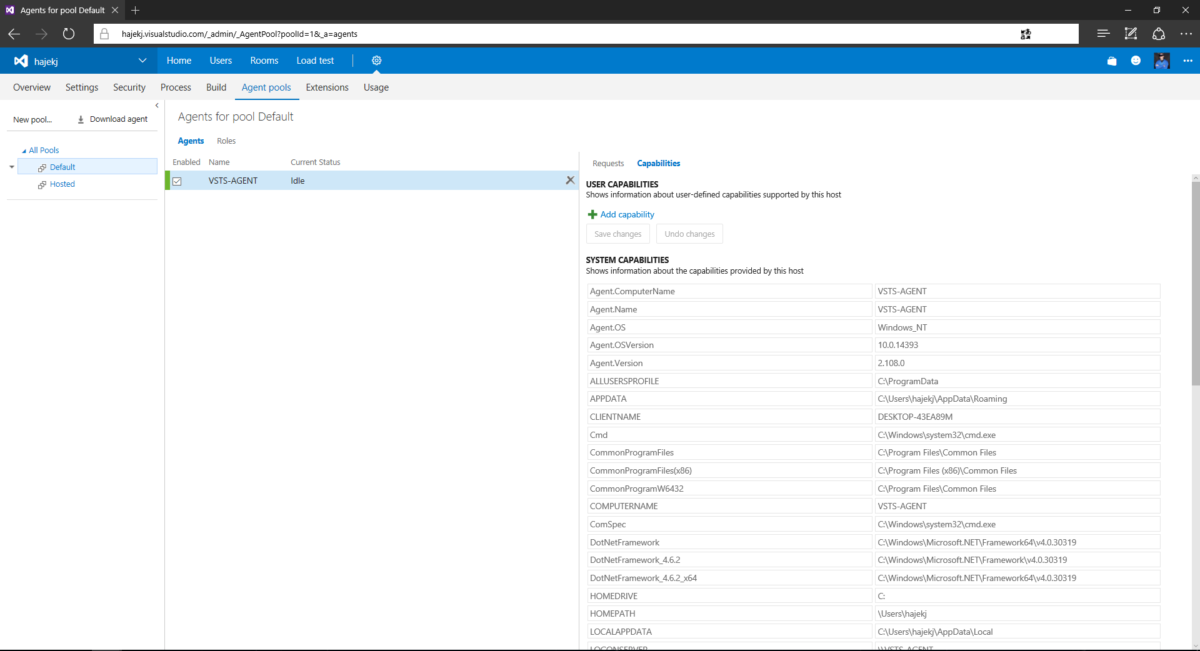 Agents for pool Default
hajekj.visualstudio.com/_admin/_AgentPool?poolId=1&_a=agents
hajekj
Home Users Rooms Load test
Overview Settings Security Process Build Agent pools Extensions Usage
New pool... Download agent
All Pools
Default
Hosted
Agents for pool Default
Agents Roles
Enabled Name Current Status
VSTS-AGENT Idle
Requests Capabilities
USER CAPABILITIES
Shows information about user-defined capabilities supported by this host
Add capability
Save changes Undo changes
SYSTEM CAPABILITIES
Shows information about the capabilities provided by this host
Agent.ComputerName VSTS-AGENT
Agent.Name VSTS-AGENT
Agent.OS Windows_NT
Agent.OSVersion 10.0.14393
Agent.Version 2.108.0
ALLUSERSPROFILE C:\ProgramData
APPDATA C:\Users\hajekj\AppData\Roaming
CLIENTNAME DESKTOP-43EA89M
Cmd C:\Windows\system32\cmd.exe
CommonProgramFiles C:\Program Files\Common Files
CommonProgramFiles(x86) C:\Program Files (x86)\Common Files
CommonProgramW6432 C:\Program Files\Common Files
COMPUTERNAME VSTS-AGENT
ComSpec C:\Windows\system32\cmd.exe
DotNetFramework C:\Windows\Microsoft.NET\Framework64\v4.0.30319
DotNetFramework_4.6.2 C:\Windows\Microsoft.NET\Framework\v4.0.30319
DotNetFramework_4.6.2_x64 C:\Windows\Microsoft.NET\Framework64\v4.0.30319
HOMEDRIVE C:
HOMEPATH \Users\hajekj
LOCALAPPDATA C:\Users\hajekj\AppData\Local
LOGONSERVER \\VSTS-AGENT